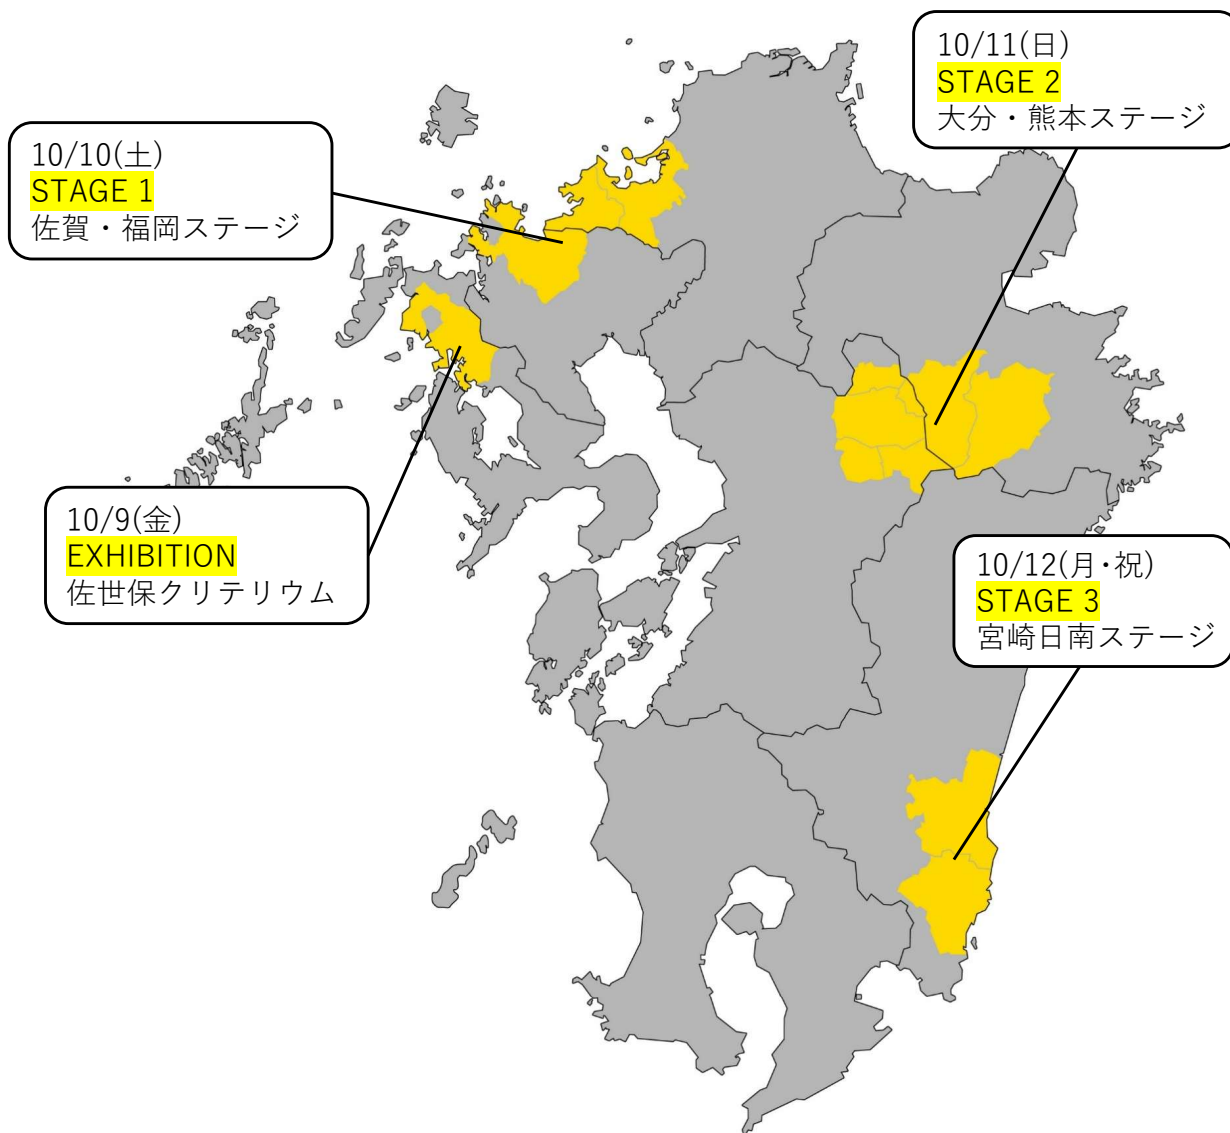 10/10(土)
STAGE 1
佐賀・福岡ステージ
10/11(日)
STAGE 2
大分・熊本ステージ
10/9(金)
EXHIBITION
佐世保クリテリウム
10/12(月・祝)
STAGE 3
宮崎日南ステージ